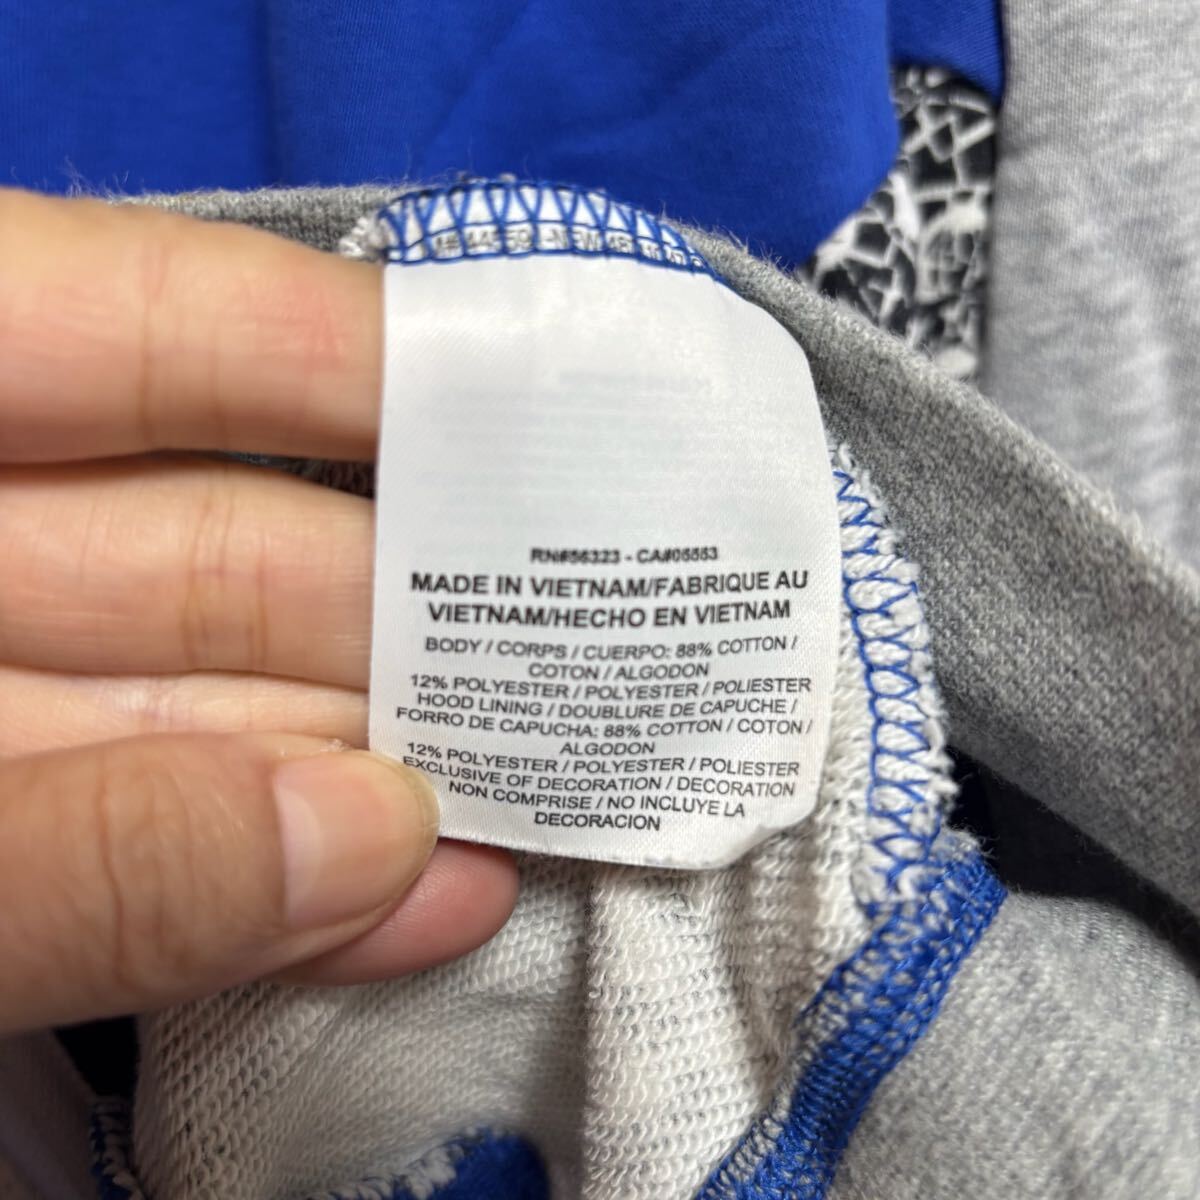 RN#56323 - CA#05553
MADE IN VIETNAM/FABRIQUE AU
VIETNAM/HECHO EN VIETNAM
BODY / CORPS / CUERPO: 88% COTTON /
COTON / ALGODON
12% POLYESTER / POLYESTER / POLIESTER
HOOD LINING / DOUBLURE DE CAPUCHE /
FORRO DE CAPUCHA: 88% COTTON / COTON /
ALGODON
12% POLYESTER / POLYESTER / POLIESTER
EXCLUSIVE OF DECORATION / DECORATION
NON COMPRISE / NO INCLUYE LA
DECORACION